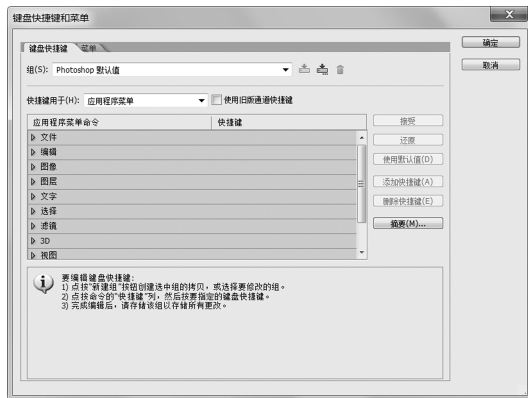 键盘快捷键和菜单
键盘快捷键 菜单
组(S): Photoshop 默认值
快捷键用于(H): 应用程序菜单 使用旧版通道快捷键
应用程序菜单命令 快捷键
文件
编辑
图像
图层
文字
选择
滤镜
3D
视图
确定
取消
接受
还原
使用默认值(D)
添加快捷键(A)
删除快捷键(E)
摘要(M)...
要编辑键盘快捷键:
1) 点按“新建组”按钮创建选中组的拷贝，或选择要修改的组。
2) 点按命令的“快捷键”列，然后按要指定的键盘快捷键。
3) 完成编辑后，请存储该组以存储所有更改。